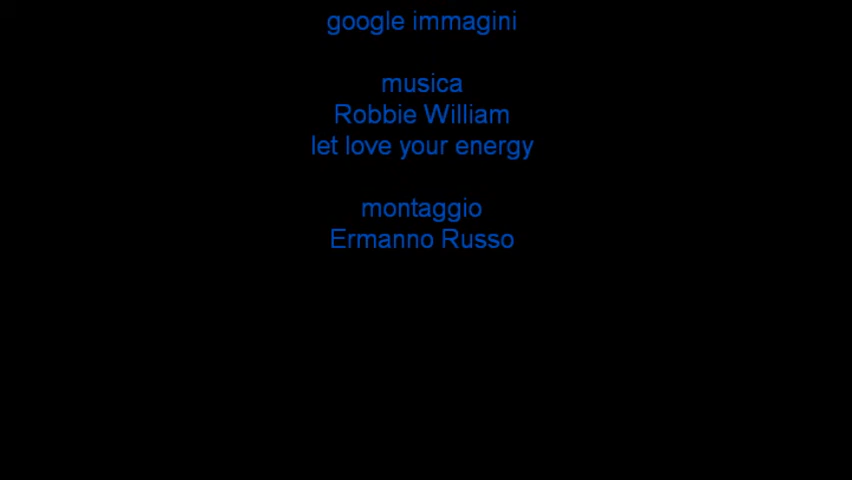 google immagini
musica
Robbie William
let love your energy
montaggio
Ermanno Russo